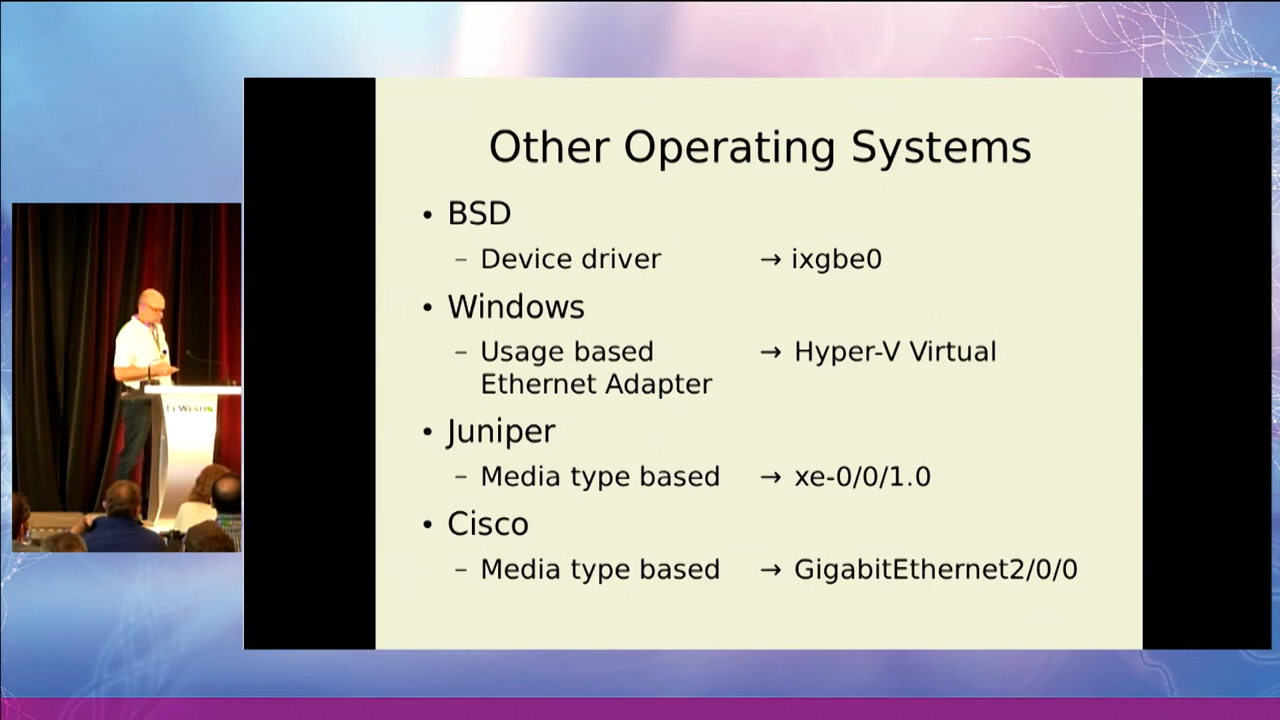 Other Operating Systems
• BSD
– Device driver → ixgbe0
• Windows
– Usage based → Hyper-V Virtual
Ethernet Adapter
• Juniper
– Media type based → xe-0/0/1.0
• Cisco
– Media type based → GigabitEthernet2/0/0